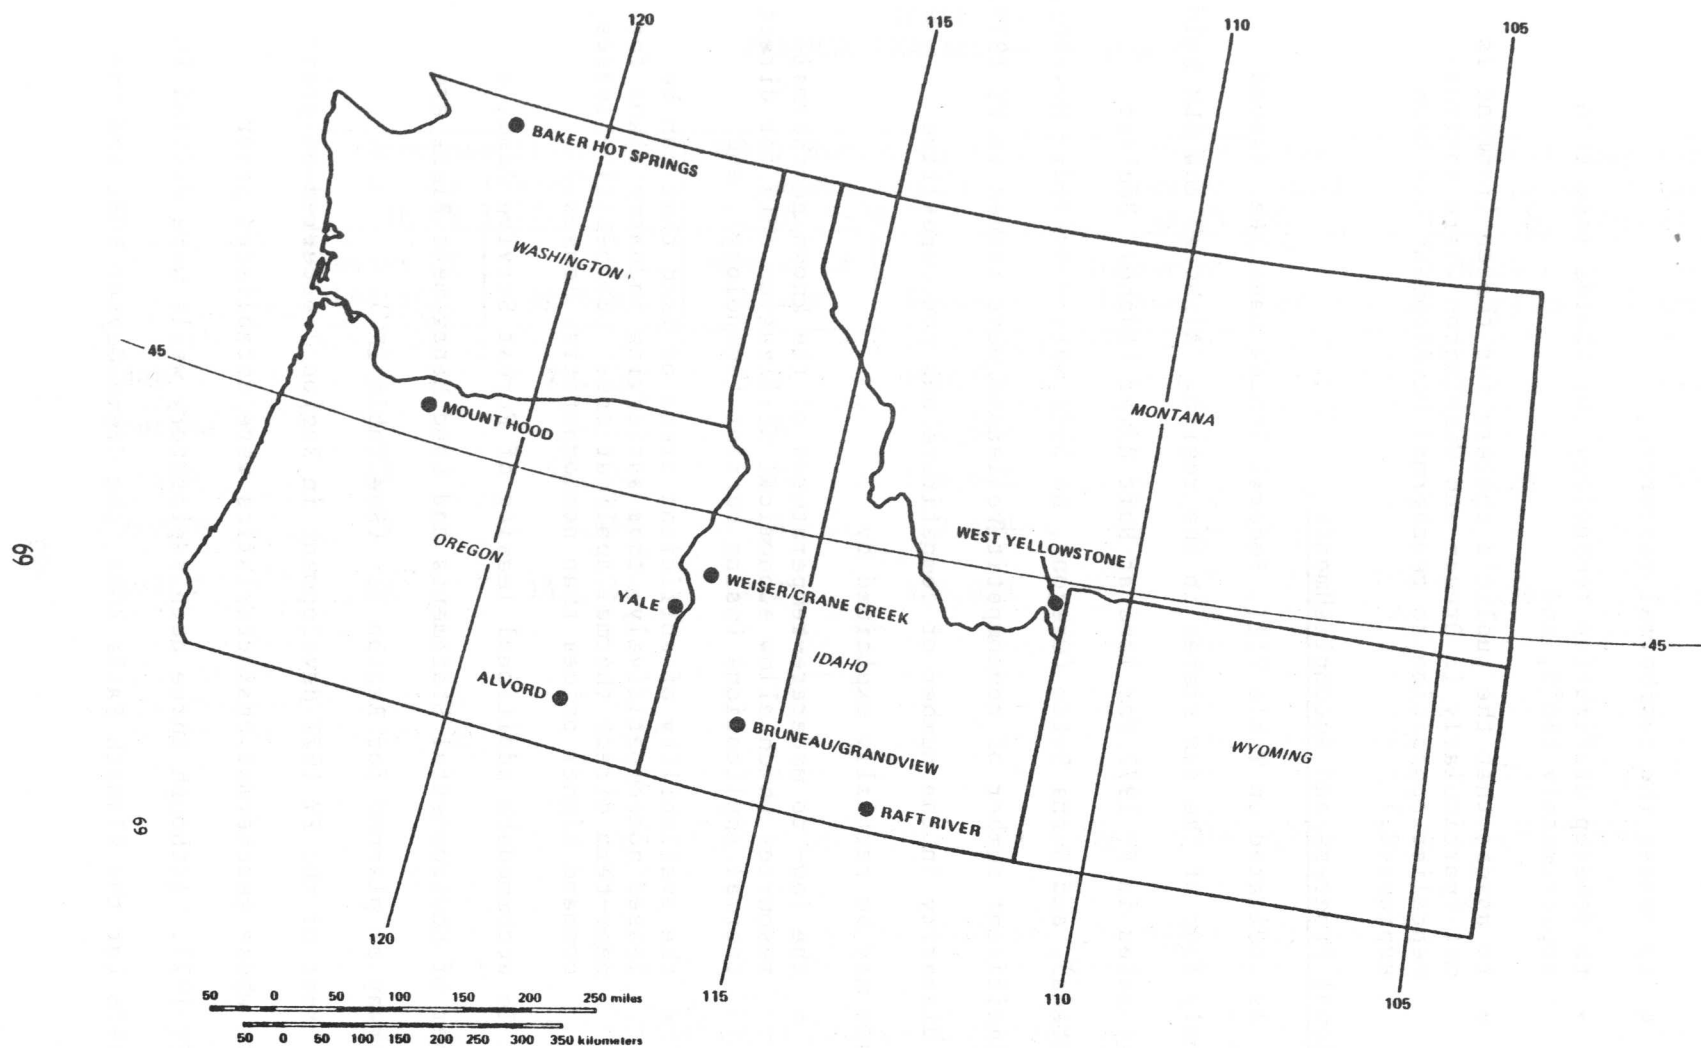 120
115
110
105
BAKER HOT SPRINGS
WASHINGTON
45
MOUNT HOOD
MONTANA
OREGON
WEST YELLOWSTONE
WEISER/CRANE CREEK
YALE
IDAHO
45
ALVORD
BRUNEAU/GRANDVIEW
WYOMING
RAFT RIVER
69
69
120
115
110
105
50 0 50 100 150 200 250 miles
50 0 50 100 150 200 250 300 350 kilometers